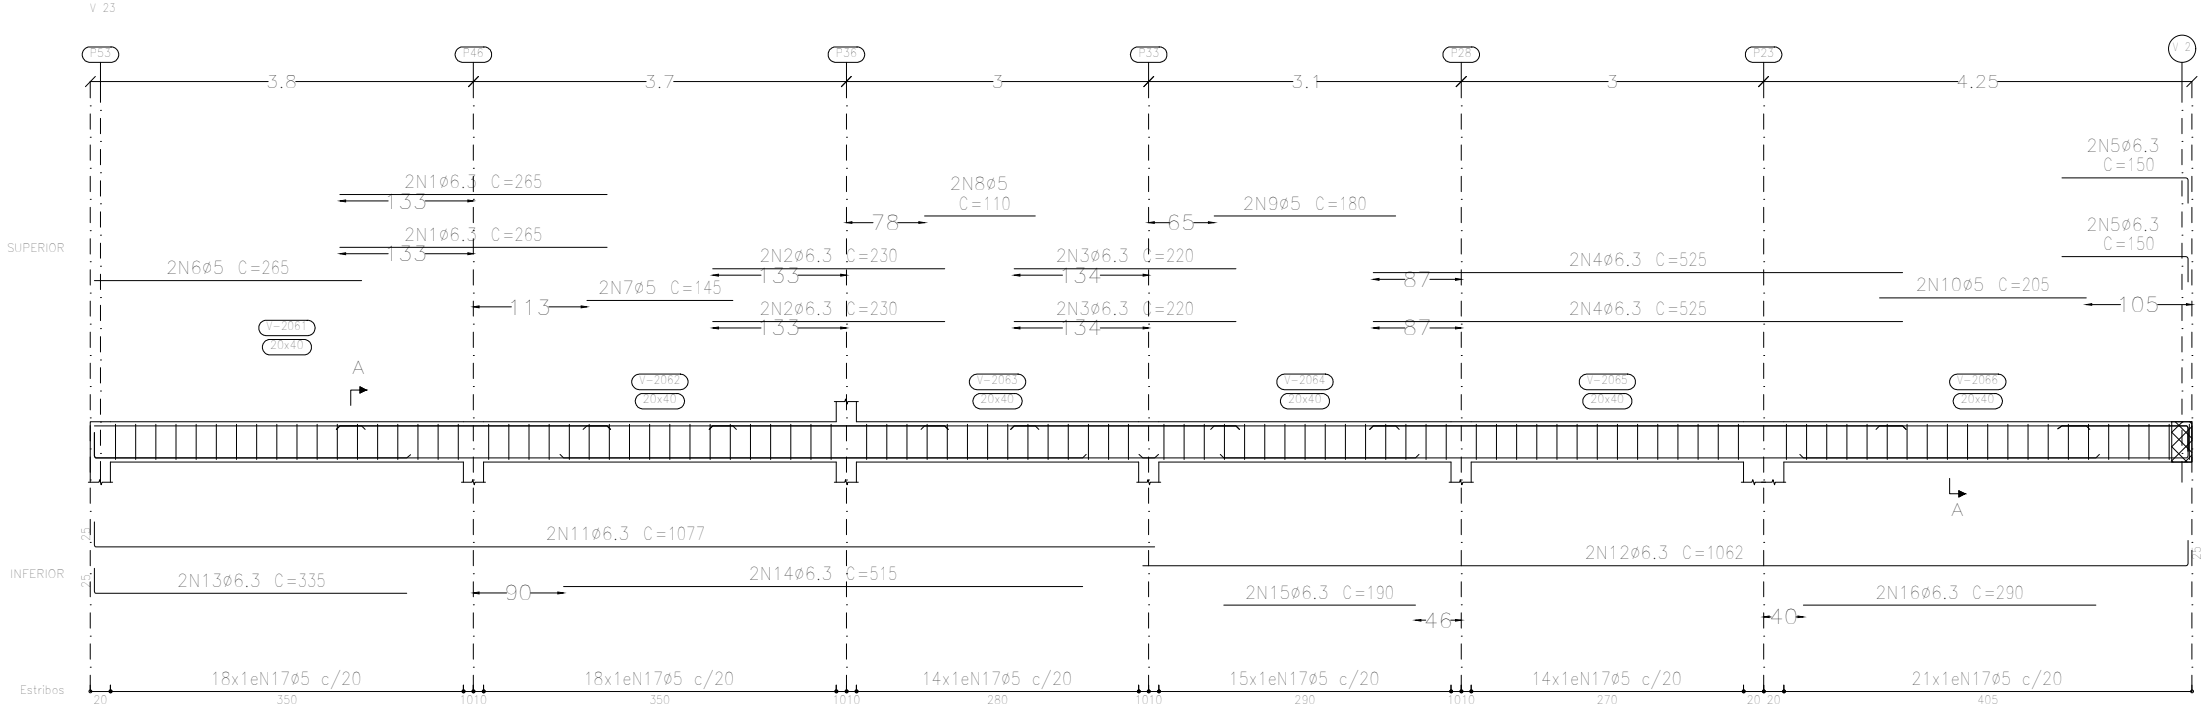 V 23
P53 P46 P36 P33 P28 P23 V 2
3.8 3.7 3 3.1 3 4.25
2N5ø6.3
C=150
2N1ø6.3 C=265
133
2N8ø5
C=110
78
2N9ø5 C=180
65
SUPERIOR
2N1ø6.3 C=265
133
2N5ø6.3
C=150
2N6ø5 C=265
2N2ø6.3 C=230
133
2N3ø6.3 C=220
134
2N4ø6.3 C=525
87
2N7ø5 C=145
113
2N10ø5 C=205
105
2N2ø6.3 C=230
133
2N3ø6.3 C=220
134
2N4ø6.3 C=525
87
V-2061
20x40
A
V-2062 V-2063 V-2064 V-2065 V-2066
20x40 20x40 20x40 20x40 20x40
A
25
2N11ø6.3 C=1077
2N12ø6.3 C=1062
25
INFERIOR
25
2N13ø6.3 C=335
90
2N14ø6.3 C=515
2N15ø6.3 C=190
46
40
2N16ø6.3 C=290
Estribos
18x1eN17ø5 c/20 18x1eN17ø5 c/20 14x1eN17ø5 c/20 15x1eN17ø5 c/20 14x1eN17ø5 c/20 21x1eN17ø5 c/20
20 350 1010 350 1010 280 1010 290 1010 270 20 20 405